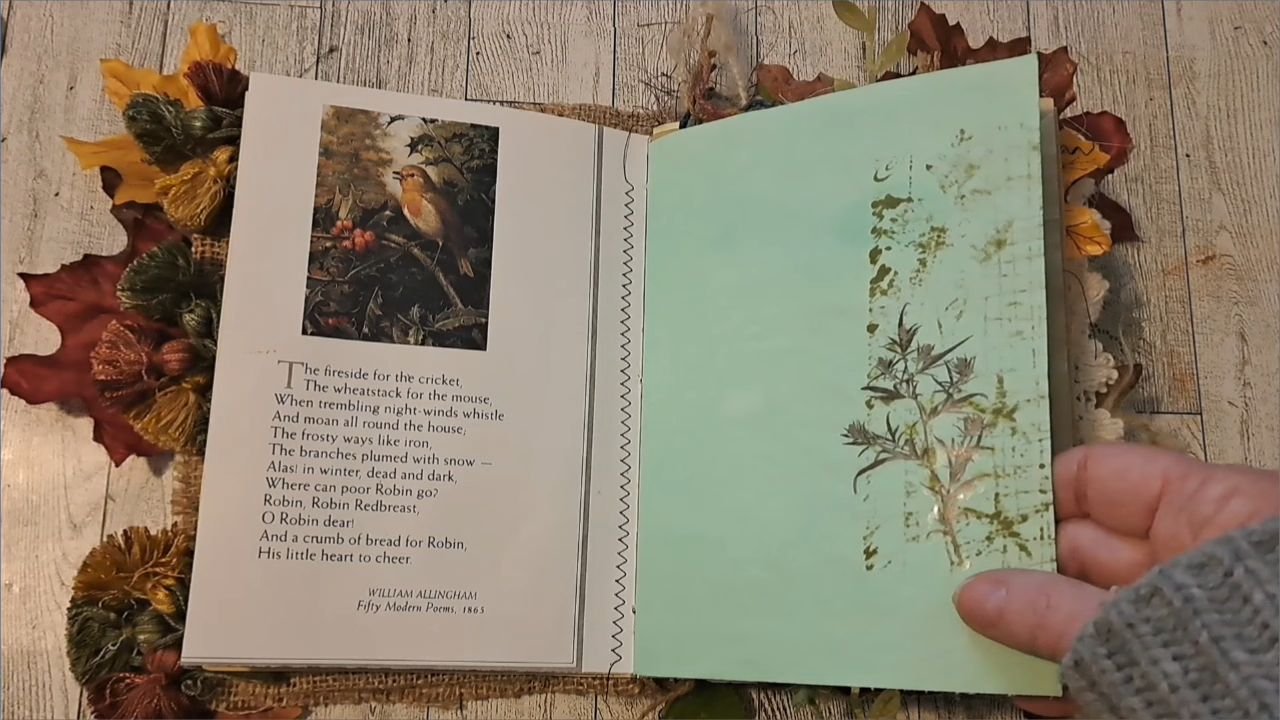 The fireside for the cricket,
The wheatstack for the mouse,
When trembling night-winds whistle
And moan all round the house;
The frosty ways like iron,
The branches plumed with snow —
Alas! in winter, dead and dark,
Where can poor Robin go?
Robin, Robin Redbreast,
O Robin dear!
And a crumb of bread for Robin,
His little heart to cheer.
WILLIAM ALLINGHAM
Fifty Modern Poems, 1865